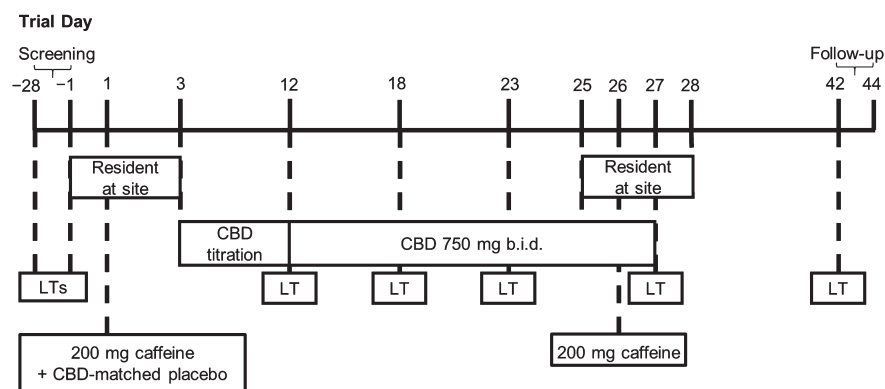 Trial Day
Screening
Follow-up
−28 −1 1 3 12 18 23 25 26 27 28 42 44
Resident
at site
Resident
at site
CBD
titration
CBD 750 mg b.i.d.
LTs
LT
LT
LT
LT
LT
200 mg caffeine
+ CBD-matched placebo
200 mg caffeine